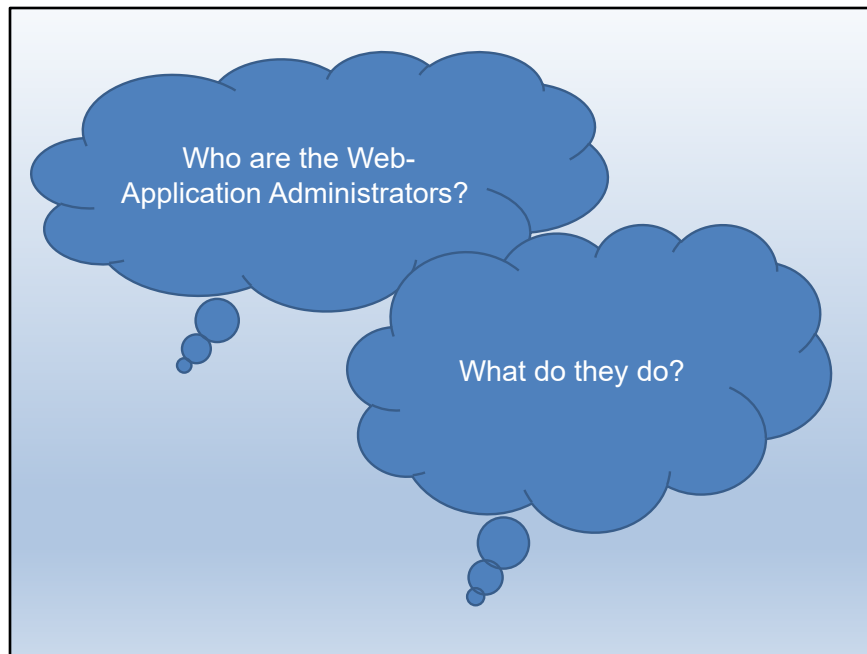 Who are the Web-
Application Administrators?
What do they do?